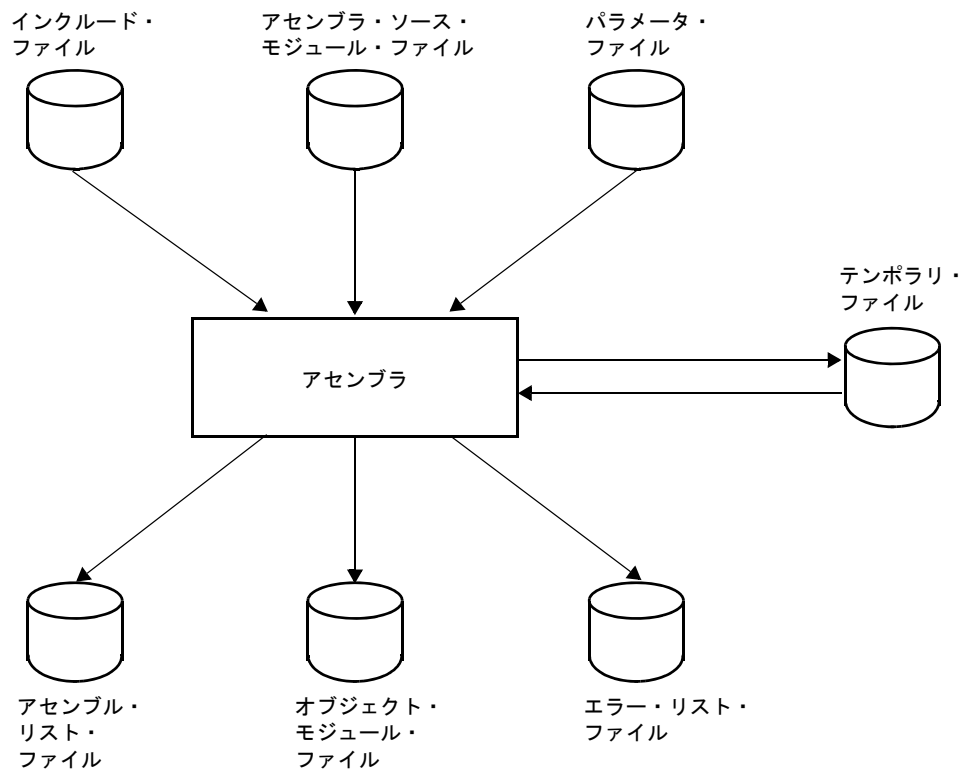 インクルード・
ファイル
アセンブラ・ソース・
モジュール・ファイル
パラメータ・
ファイル
テンポラリ・
ファイル
アセンブラ
アセンブル・
リスト・
ファイル
オブジェクト・
モジュール・
ファイル
エラー・リスト・
ファイル